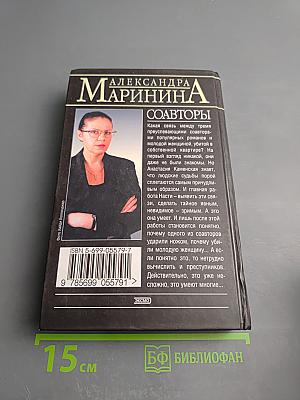 АЛЕКСАНДРА
МАРИНИНА
СОАВТОРЫ
Какая связь между тремя
преуспевающими соавтора-
ми популярных романов и
молодой женщиной, убитой в
собственной квартире? На
первый взгляд никакой, они
даже не были знакомы. Но
Анастасия Каменская знает,
что людские судьбы порой
сплетаются самым причудли-
вым образом. И главная ра-
бота Насти – выявить эти свя-
зи, сделать тайное явным,
невидимое – зримым. А это
она умеет. И лишь после этой
работы становится понятно,
почему одного из соавторов
ударили ножом, почему уби-
ли молодую женщину... А ес-
ли понятно это, то нетрудно
вычислить и преступников.
Действительно, это уже не-
сложно, это умеют многие...
ISBN 5-699-05579-7
9 785699 055791 >
ЭКСМО
15 см
БФ БИБЛИОФАН